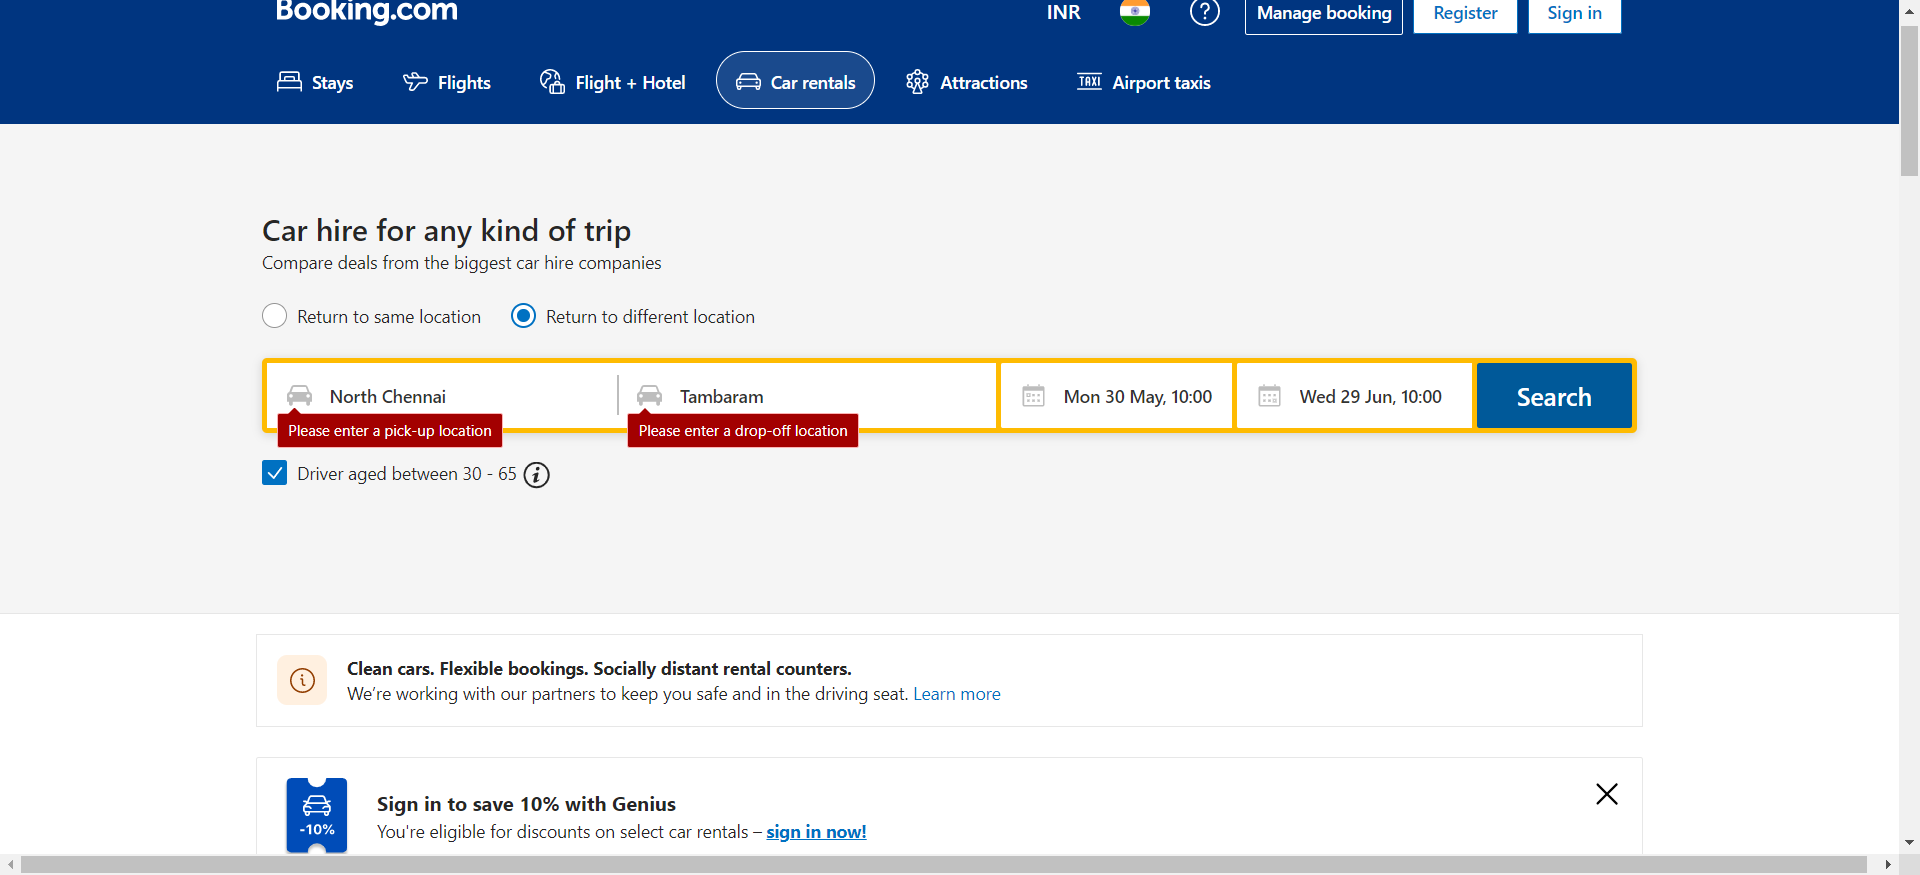 Booking.com
INR
Manage booking
Register
Sign in
Stays
Flights
Flight + Hotel
Car rentals
Attractions
TAXI
Airport taxis
Car hire for any kind of trip
Compare deals from the biggest car hire companies
Return to same location
Return to different location
North Chennai
Tambaram
Mon 30 May, 10:00
Wed 29 Jun, 10:00
Search
Please enter a pick-up location
Please enter a drop-off location
Driver aged between 30 - 65
Clean cars. Flexible bookings. Socially distant rental counters.
We’re working with our partners to keep you safe and in the driving seat. Learn more
-10%
Sign in to save 10% with Genius
You're eligible for discounts on select car rentals – sign in now!